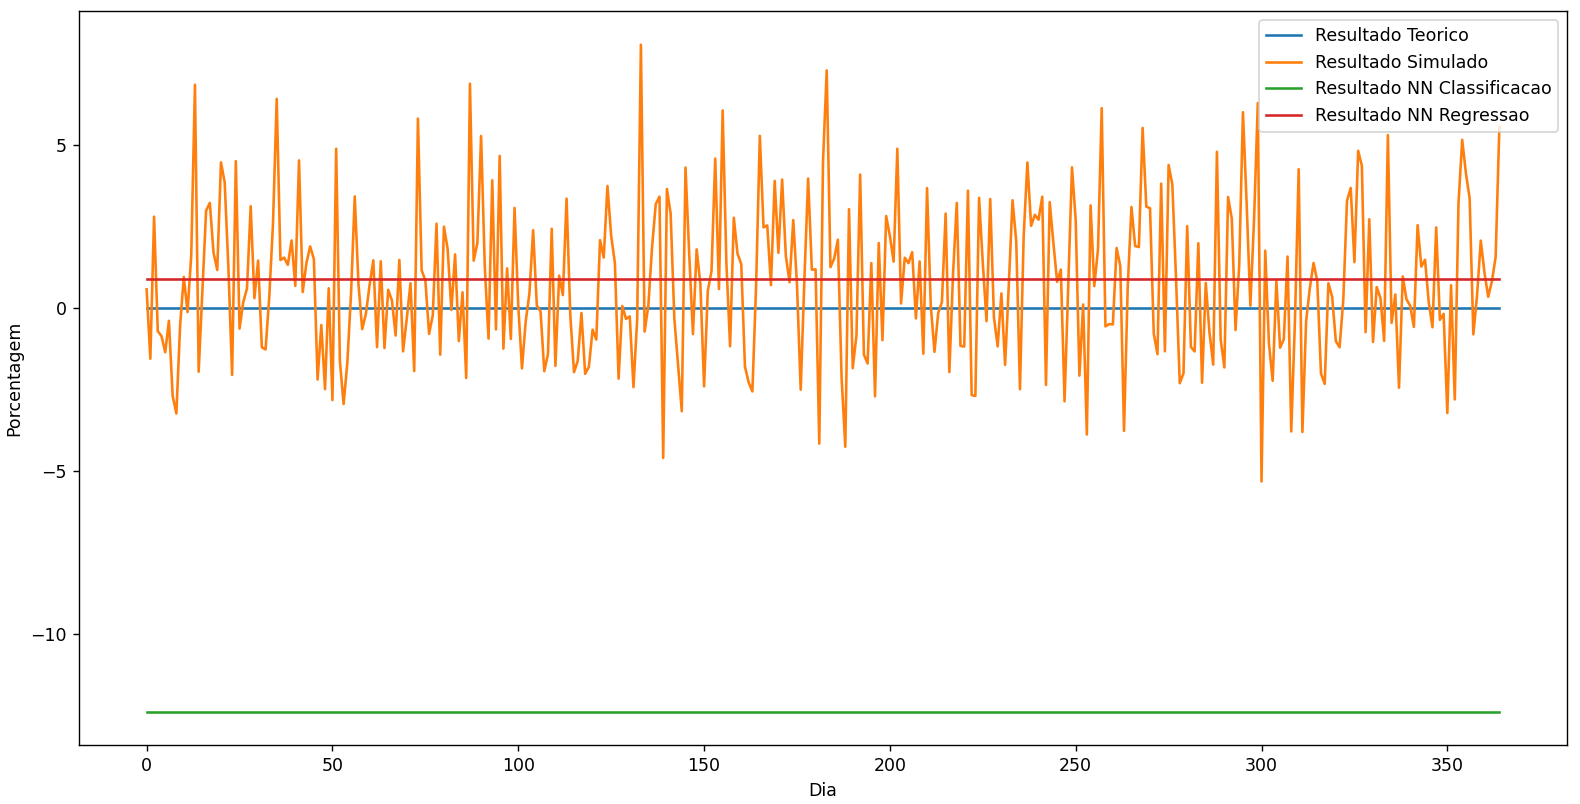 Resultado Teorico
Resultado Simulado
Resultado NN Classificacao
Resultado NN Regressao
Porcentagem
5
0
−5
−10
0 50 100 150 200 250 300 350
Dia